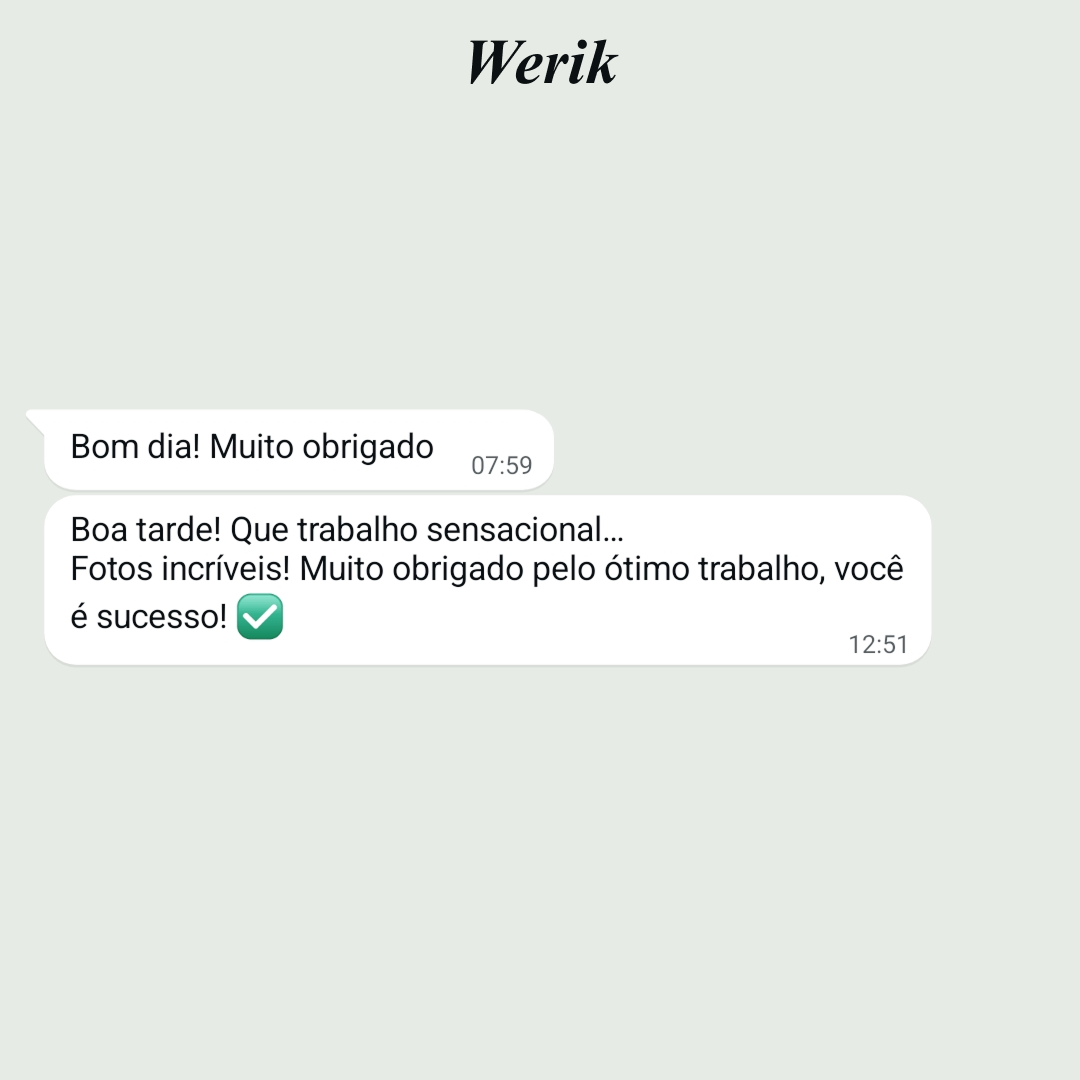 Werik
Bom dia! Muito obrigado
07:59
Boa tarde! Que trabalho sensacional...
Fotos incríveis! Muito obrigado pelo ótimo trabalho, você
é sucesso! ✅
12:51